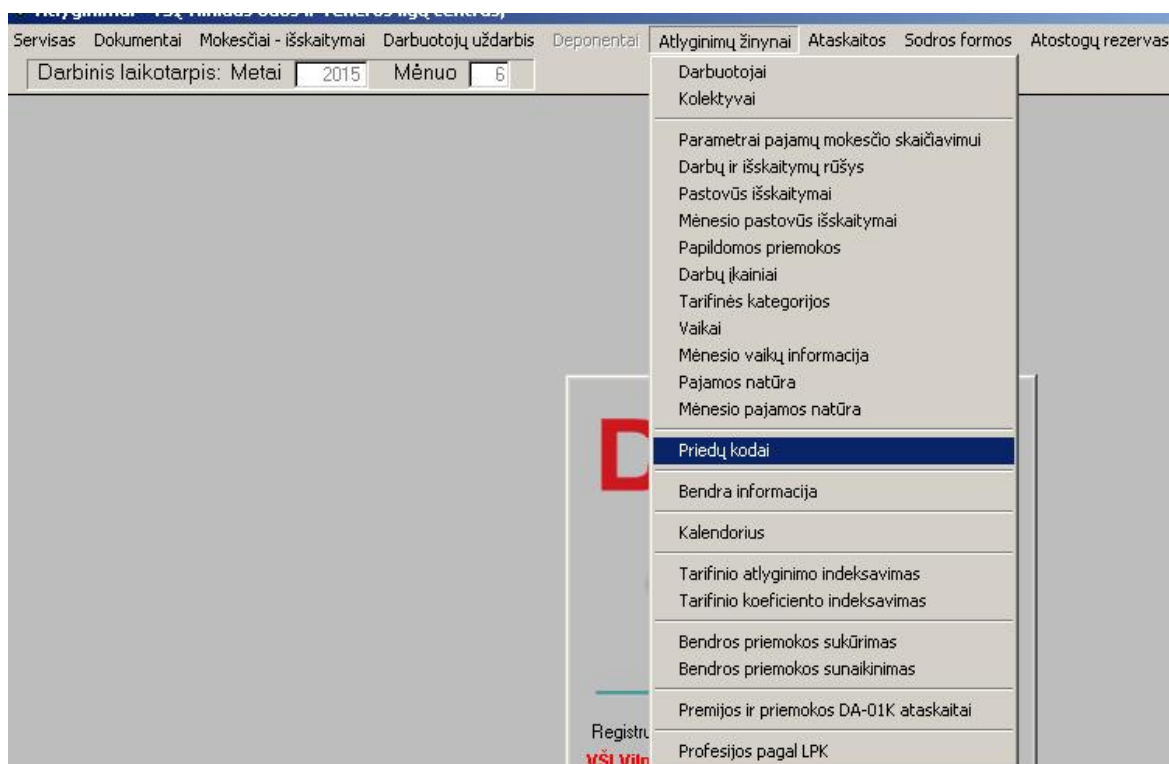 Servisas Dokumentai Mokesčiai - išskaitymai Darbuotojų uždarbis Deponentai Atlyginimų žinynai Ataskaitos Sodros formos Atostogų rezervas
Darbinis laikotarpis: Metai 2015 Mėnuo 6
Darbuotojai
Kolektyvai
Parametrai pajamų mokesčio skaičiavimui
Darbų ir išskaitymų rūšys
Pastovūs išskaitymai
Mėnesio pastovūs išskaitymai
Papildomos priemokos
Darbų įkainiai
Tarifinės kategorijos
Vaikai
Mėnesio vaikų informacija
Pajamos natūra
Mėnesio pajamos natūra
Priedų kodai
Bendra informacija
Kalendorius
Tarifinio atlyginimo indeksavimas
Tarifinio koeficiento indeksavimas
Bendros priemokos sukūrimas
Bendros priemokos sunaikinimas
Premijos ir priemokos DA-01K ataskaitai
Profesijos pagal LPK
D
Registru
VŠĮ Viln